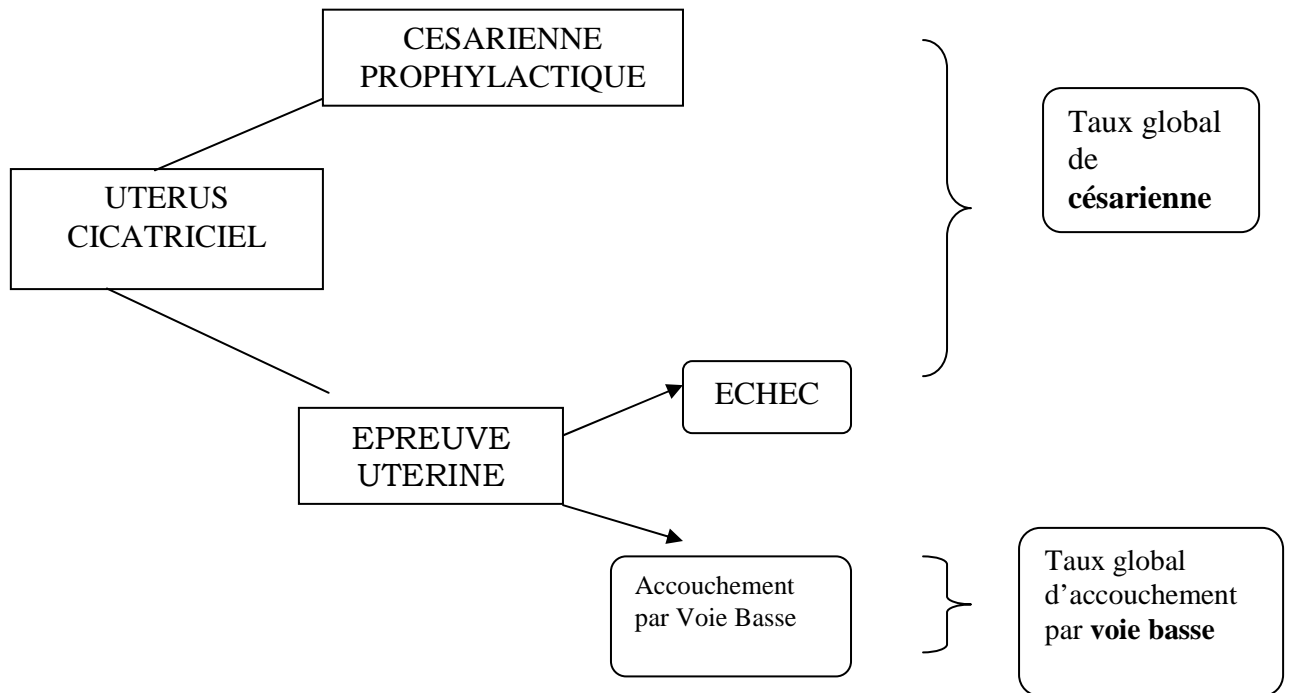 CESARIENNE
PROPHYLACTIQUE
Taux global
de
césarienne
UTERUS
CICATRICIEL
ECHEC
EPREUVE
UTERINE
Accouchement
par Voie Basse
Taux global
d’accouchement
par voie basse